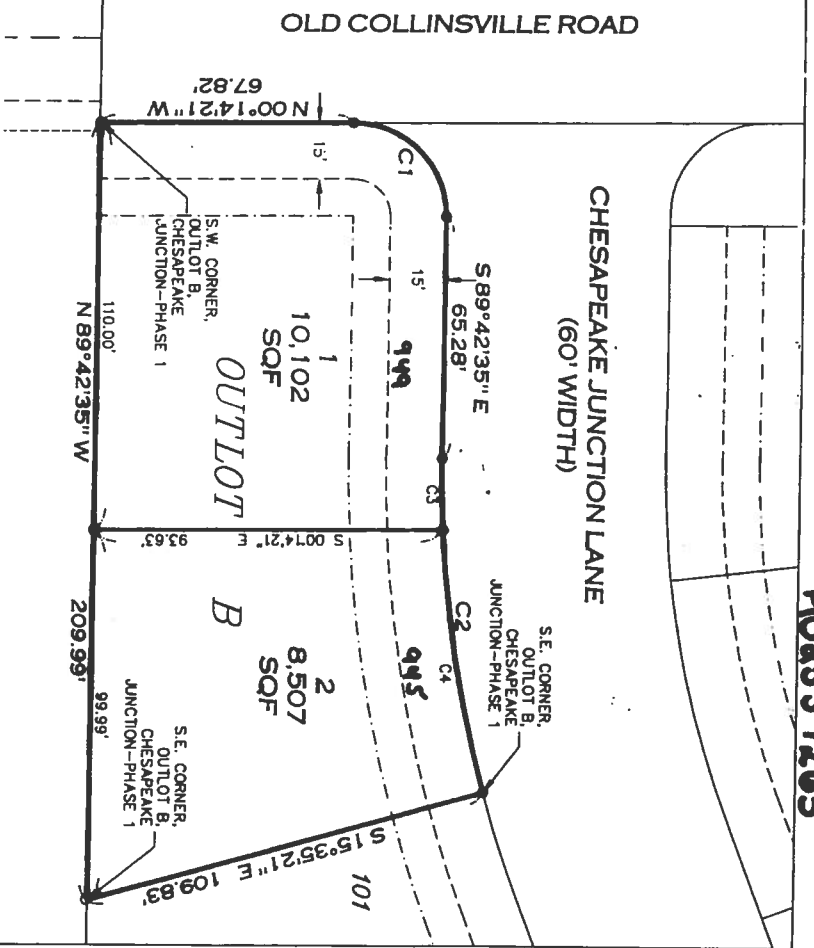 OLD COLLINSVILLE ROAD
CHESAPEAKE JUNCTION LANE
(60' WIDTH)
N 00°14'21" W
67.82'
15'
C1
S 89°42'35" E
65.28'
15'
C3
C2
C4
949
945
S.W. CORNER,
OUTLOT B,
CHESAPEAKE
JUNCTION-PHASE 1
1
10,102
SQF
OUTLOT
B
2
8,507
SQF
S 00°14'21" E 93.63'
S.E. CORNER,
OUTLOT B,
CHESAPEAKE
JUNCTION-PHASE 1
S.E. CORNER,
OUTLOT B,
CHESAPEAKE
JUNCTION-PHASE 1
S 15°35'21" E 109.83'
101
110.00'
N 89°42'35" W
209.99'
99.99'